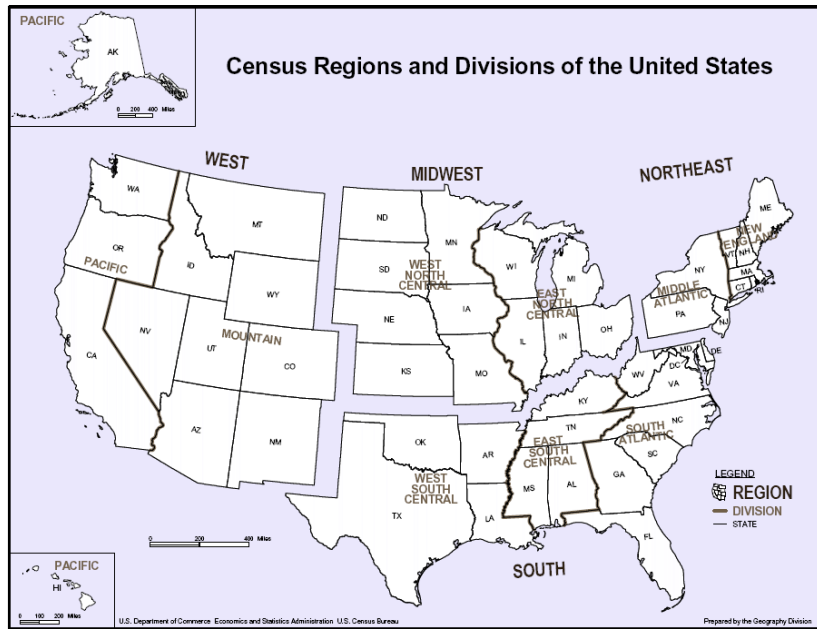 PACIFIC
AK
0 200 400 Miles
Census Regions and Divisions of the United States
WEST
MIDWEST
NORTHEAST
WA
MT
ND
MN
ME
OR
ID
SD
WI
MI
NY
VT
NH
NEW
ENGLAND
MA
CT
RI
PACIFIC
WEST
NORTH
CENTRAL
EAST
NORTH
CENTRAL
MIDDLE
ATLANTIC
WY
NE
IA
PA
NJ
NV
UT
MOUNTAIN
CO
KS
MO
IL
IN
OH
MD
DE
DC
WV
VA
CA
AZ
NM
OK
AR
KY
TN
NC
SOUTH
ATLANTIC
SC
WEST
SOUTH
CENTRAL
EAST
SOUTH
CENTRAL
TX
LA
MS
AL
GA
FL
LEGEND
REGION
DIVISION
STATE
0 200 400 Miles
SOUTH
PACIFIC
HI
0 100 200 Miles
U.S. Department of Commerce Economics and Statistics Administration U.S. Census Bureau
Prepared by the Geography Division